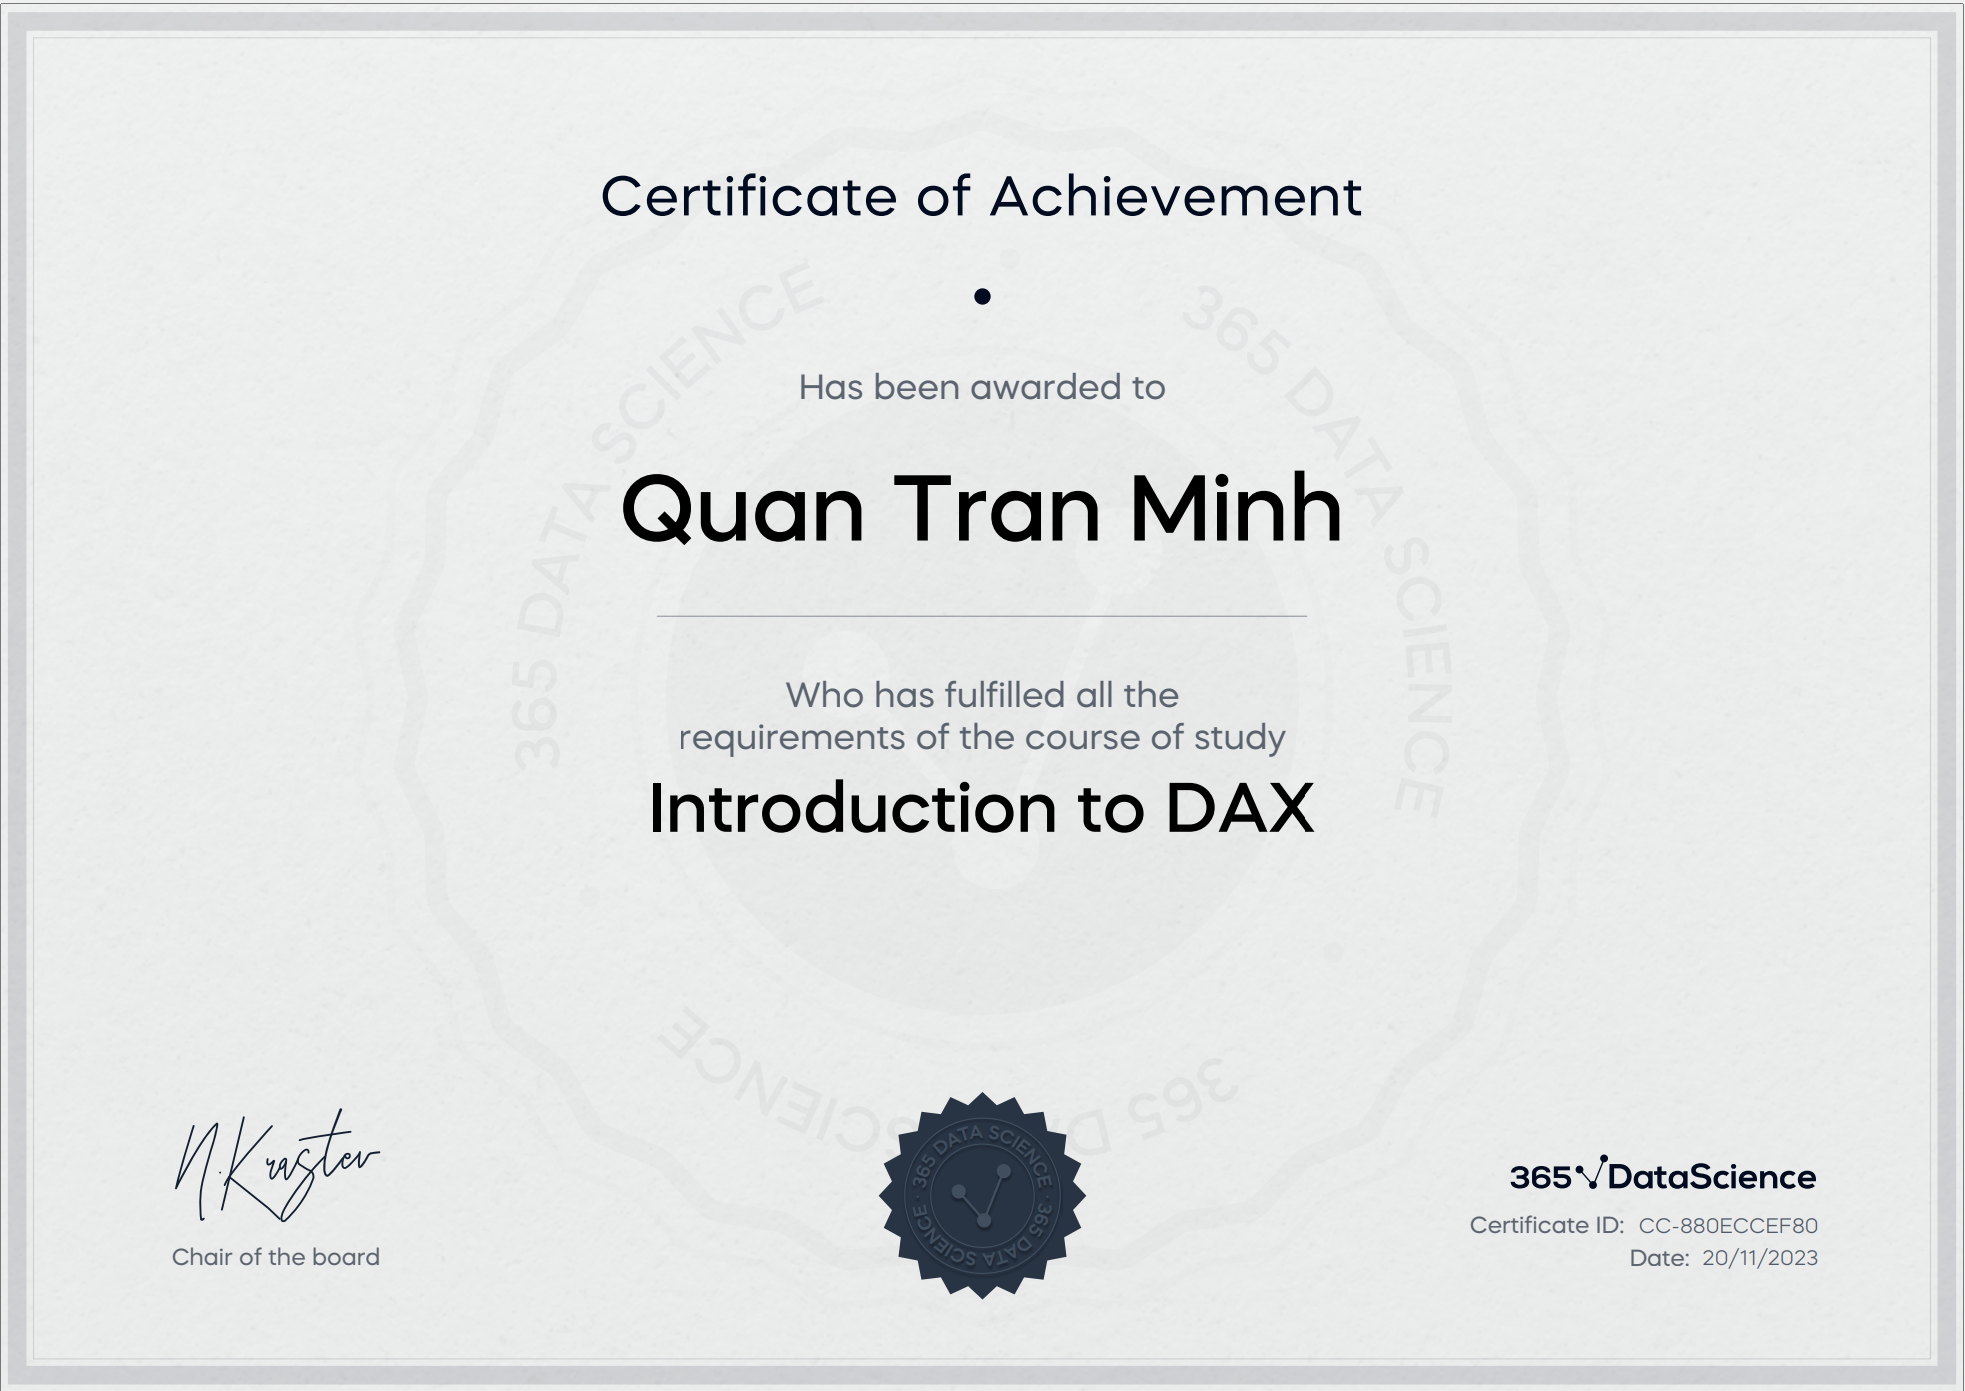 Certificate of Achievement
Has been awarded to
Quan Tran Minh
Who has fulfilled all the
requirements of the course of study
Introduction to DAX
365 DATA SCIENCE
365 DATA SCIENCE
365 DA SCIENCE
N.Krastev
Chair of the board
365 DATA SCIENCE · 365 DATA SCIENCE ·
365 DataScience
Certificate ID: CC-880ECCEF80
Date: 20/11/2023